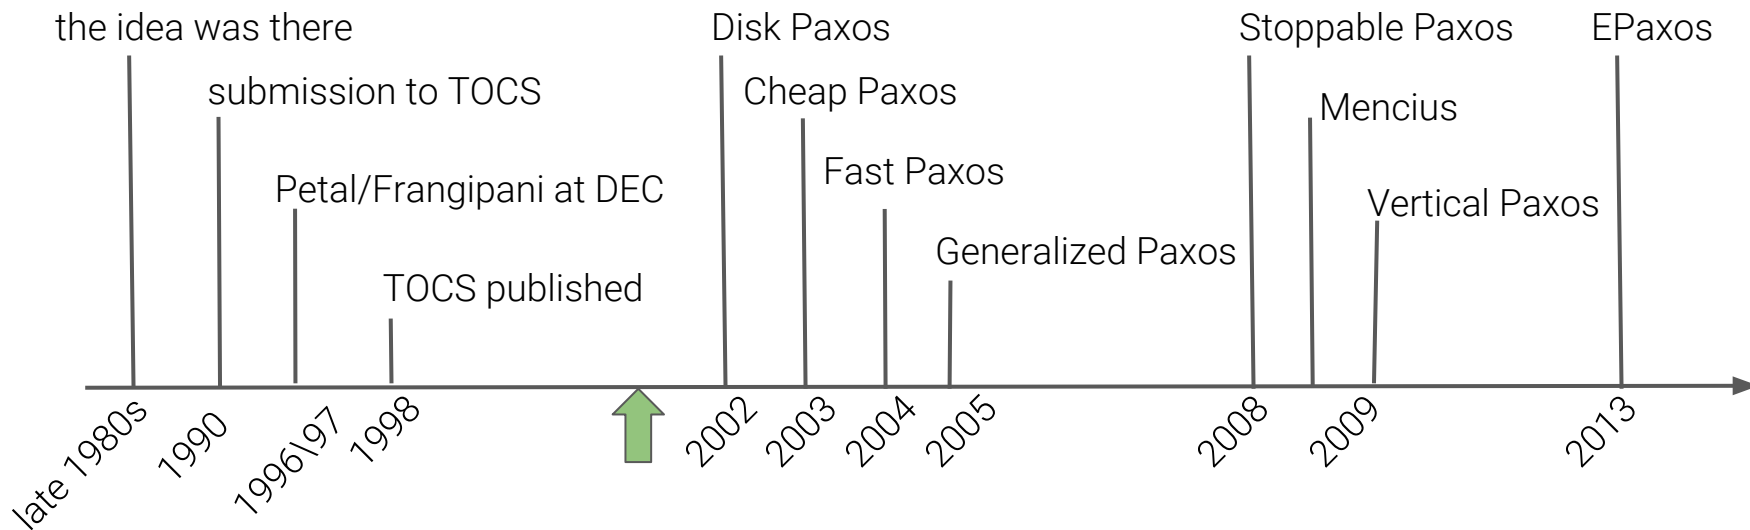 the idea was there
Disk Paxos
Stoppable Paxos
EPaxos
submission to TOCS
Cheap Paxos
Mencius
Fast Paxos
Petal/Frangipani at DEC
Vertical Paxos
Generalized Paxos
TOCS published
late 1980s
1990
1996\97
1998
2002
2003
2004
2005
2008
2009
2013